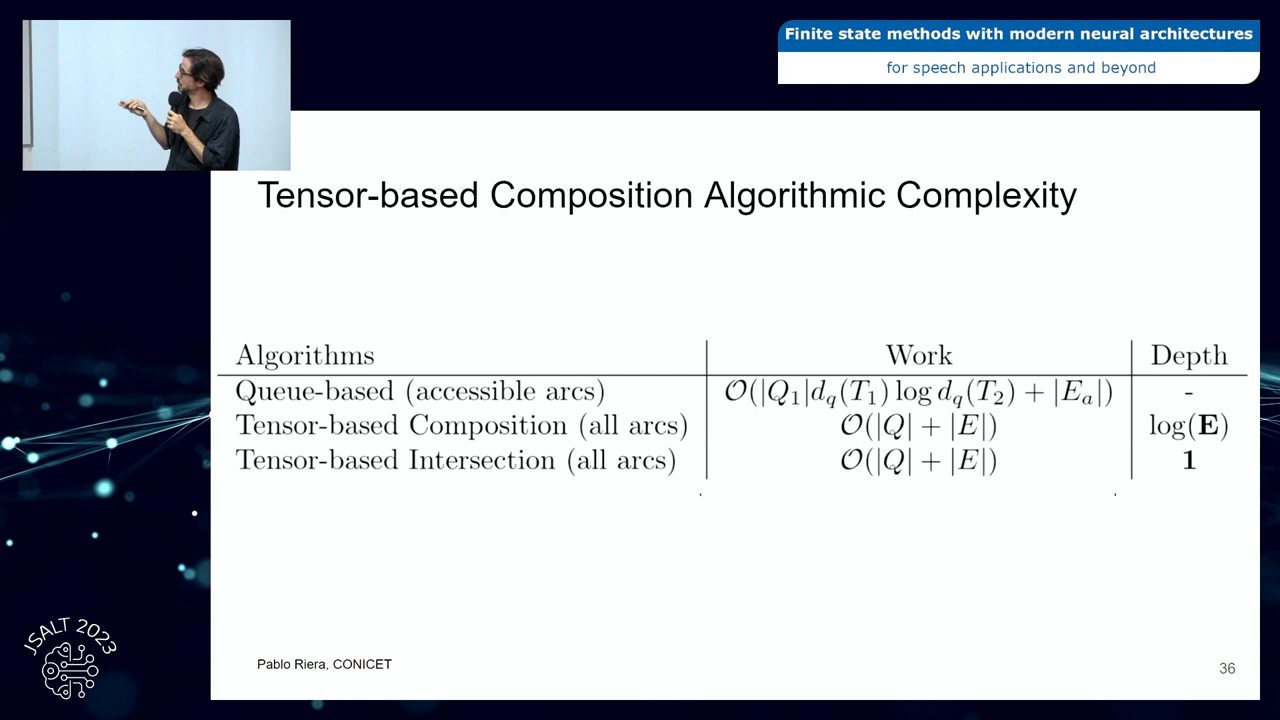 Finite state methods with modern neural architectures
for speech applications and beyond
Tensor-based Composition Algorithmic Complexity
Algorithms Work Depth
Queue-based (accessible arcs) 𝒪(|Q₁|d_q(T₁) log d_q(T₂) + |E_a|) -
Tensor-based Composition (all arcs) 𝒪(|Q| + |E|) log(E)
Tensor-based Intersection (all arcs) 𝒪(|Q| + |E|) 1
Pablo Riera, CONICET
36
JSALT 2023